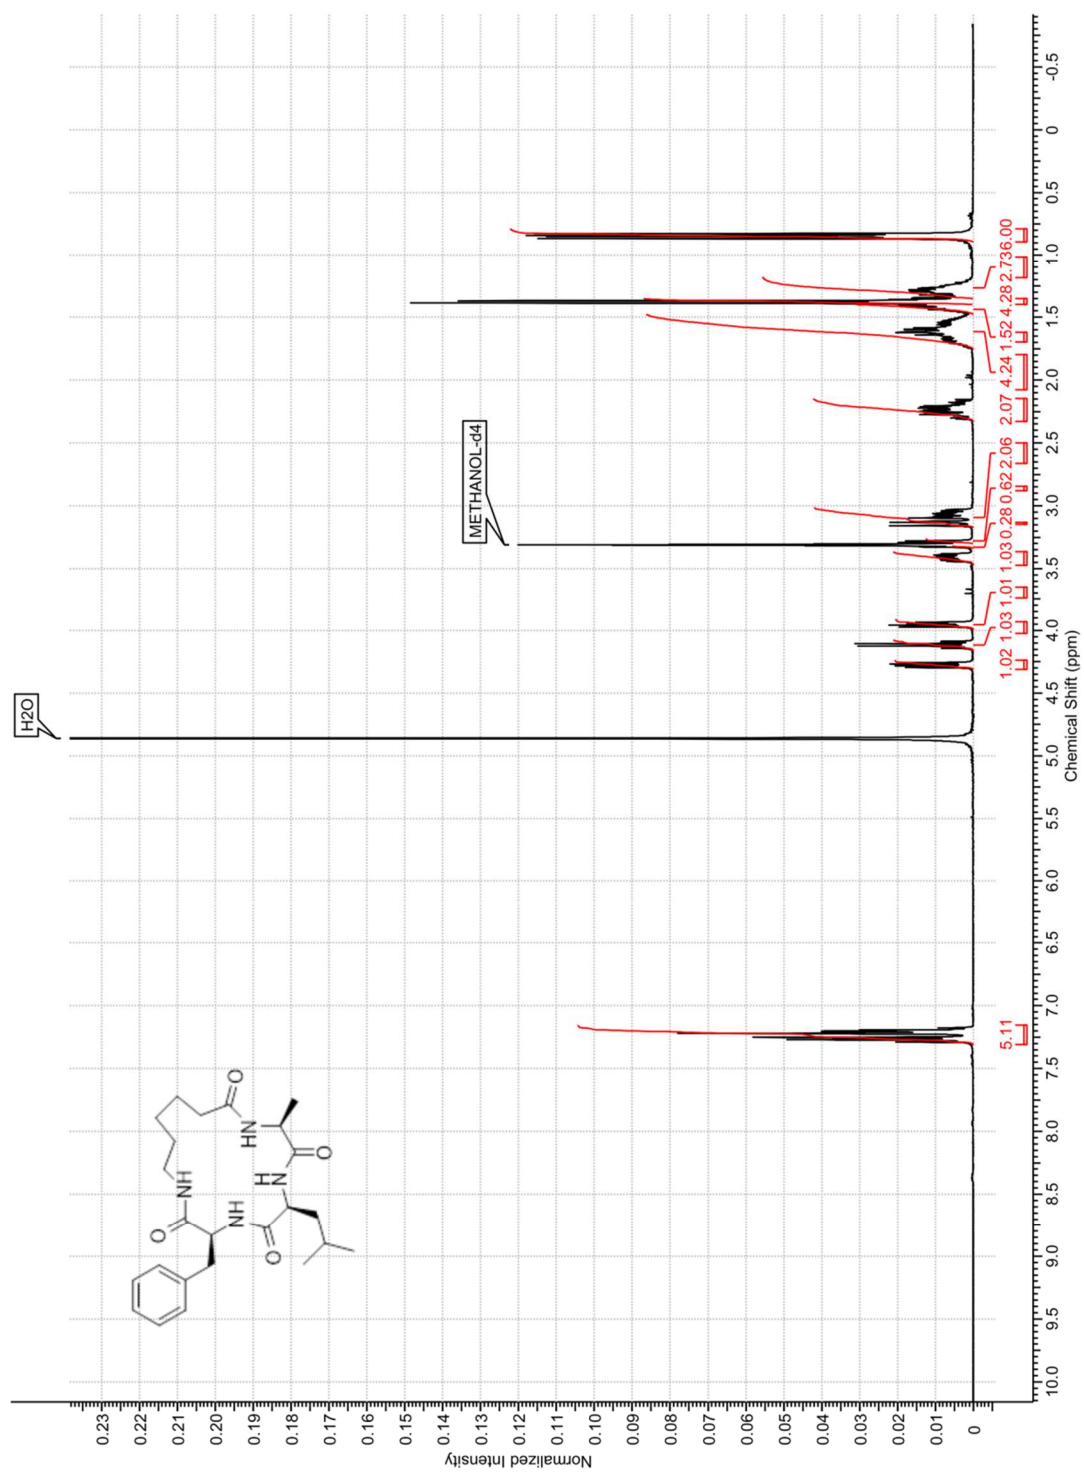 H2O
METHANOL-d4
O
NH
O
NH
HN
H
N
O
O
Normalized Intensity
0.23
0.22
0.21
0.20
0.19
0.18
0.17
0.16
0.15
0.14
0.13
0.12
0.11
0.10
0.09
0.08
0.07
0.06
0.05
0.04
0.03
0.02
0.01
0
5.11 1.02 1.03 1.01 1.03 0.28 0.62 2.06 2.07 4.24 1.52 4.28 2.73 6.00
10.0 9.5 9.0 8.5 8.0 7.5 7.0 6.5 6.0 5.5 5.0 4.5 4.0 3.5 3.0 2.5 2.0 1.5 1.0 0.5 0 -0.5
Chemical Shift (ppm)